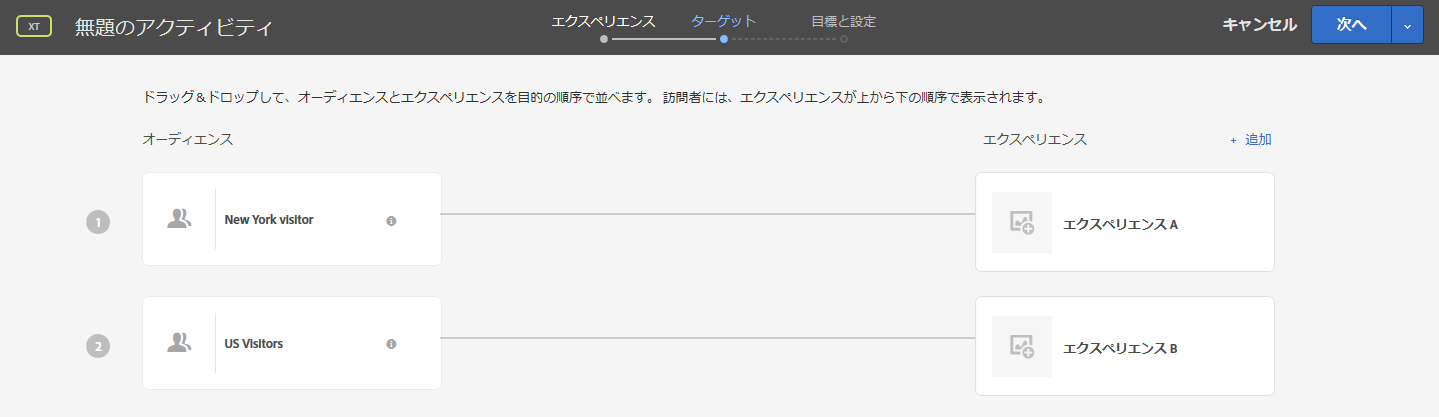 XT
無題のアクティビティ
エクスペリエンス ターゲット 目標と設定
キャンセル
次へ
ドラッグ＆ドロップして、オーディエンスとエクスペリエンスを目的の順序で並べます。 訪問者には、エクスペリエンスが上から下の順序で表示されます。
オーディエンス
エクスペリエンス
+ 追加
1
New York visitor
エクスペリエンス A
2
US Visitors
エクスペリエンス B